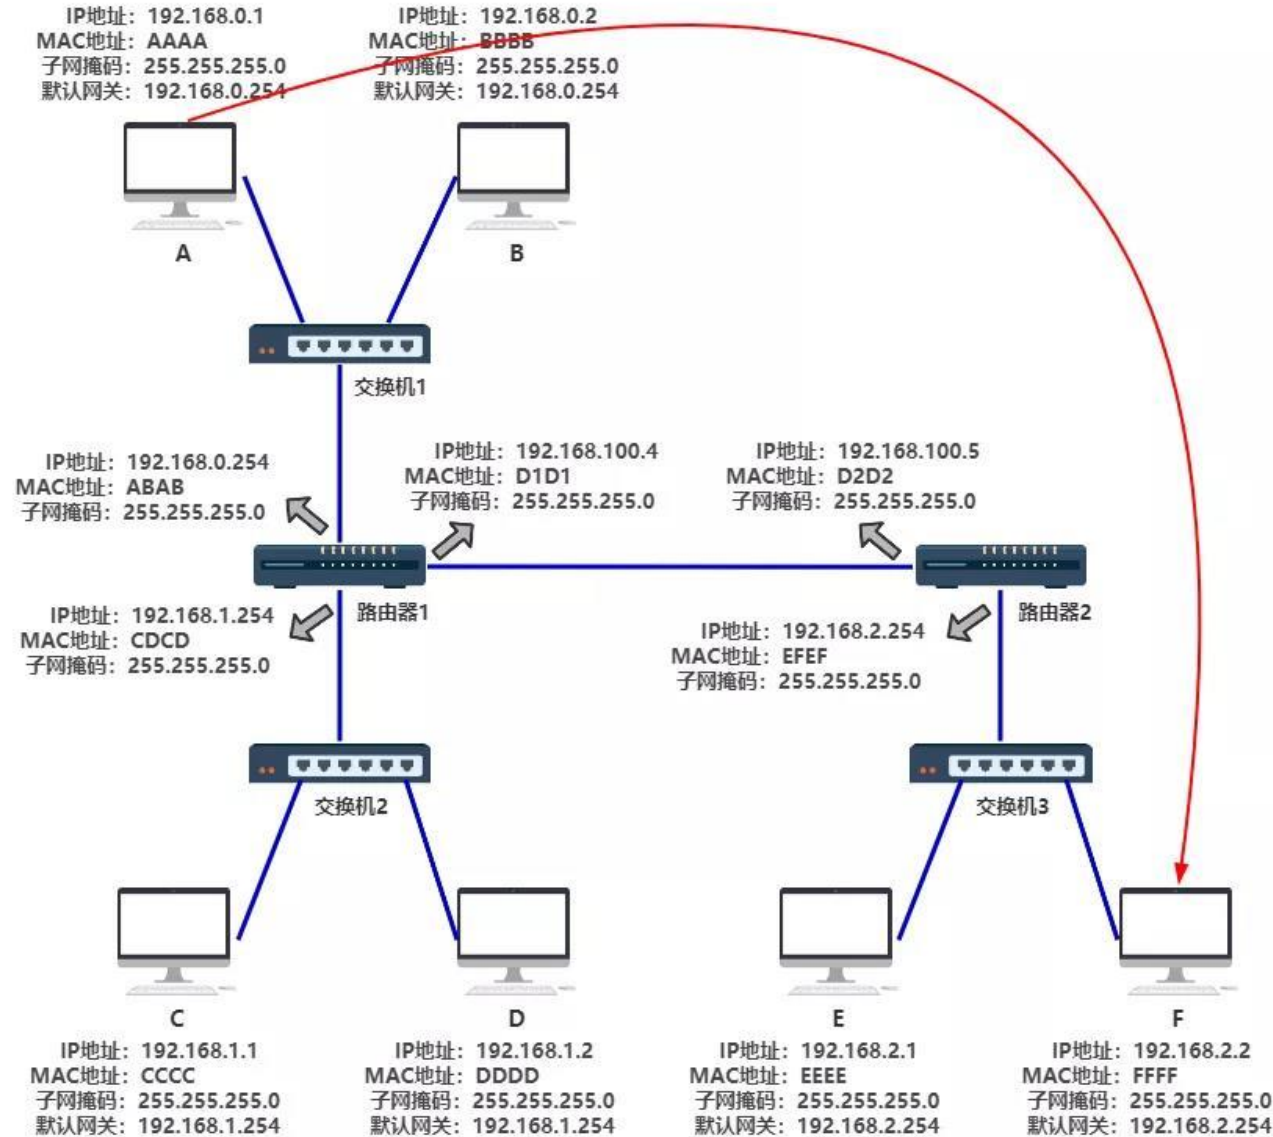 IP地址：192.168.0.1
MAC地址：AAAA
子网掩码：255.255.255.0
默认网关：192.168.0.254
A
IP地址：192.168.0.2
MAC地址：BBBB
子网掩码：255.255.255.0
默认网关：192.168.0.254
B
交换机1
IP地址：192.168.0.254
MAC地址：ABAB
子网掩码：255.255.255.0
IP地址：192.168.100.4
MAC地址：D1D1
子网掩码：255.255.255.0
IP地址：192.168.100.5
MAC地址：D2D2
子网掩码：255.255.255.0
路由器1
路由器2
IP地址：192.168.1.254
MAC地址：CDCD
子网掩码：255.255.255.0
IP地址：192.168.2.254
MAC地址：EFEF
子网掩码：255.255.255.0
交换机2
交换机3
C
IP地址：192.168.1.1
MAC地址：CCCC
子网掩码：255.255.255.0
默认网关：192.168.1.254
D
IP地址：192.168.1.2
MAC地址：DDDD
子网掩码：255.255.255.0
默认网关：192.168.1.254
E
IP地址：192.168.2.1
MAC地址：EEEE
子网掩码：255.255.255.0
默认网关：192.168.2.254
F
IP地址：192.168.2.2
MAC地址：FFFF
子网掩码：255.255.255.0
默认网关：192.168.2.254